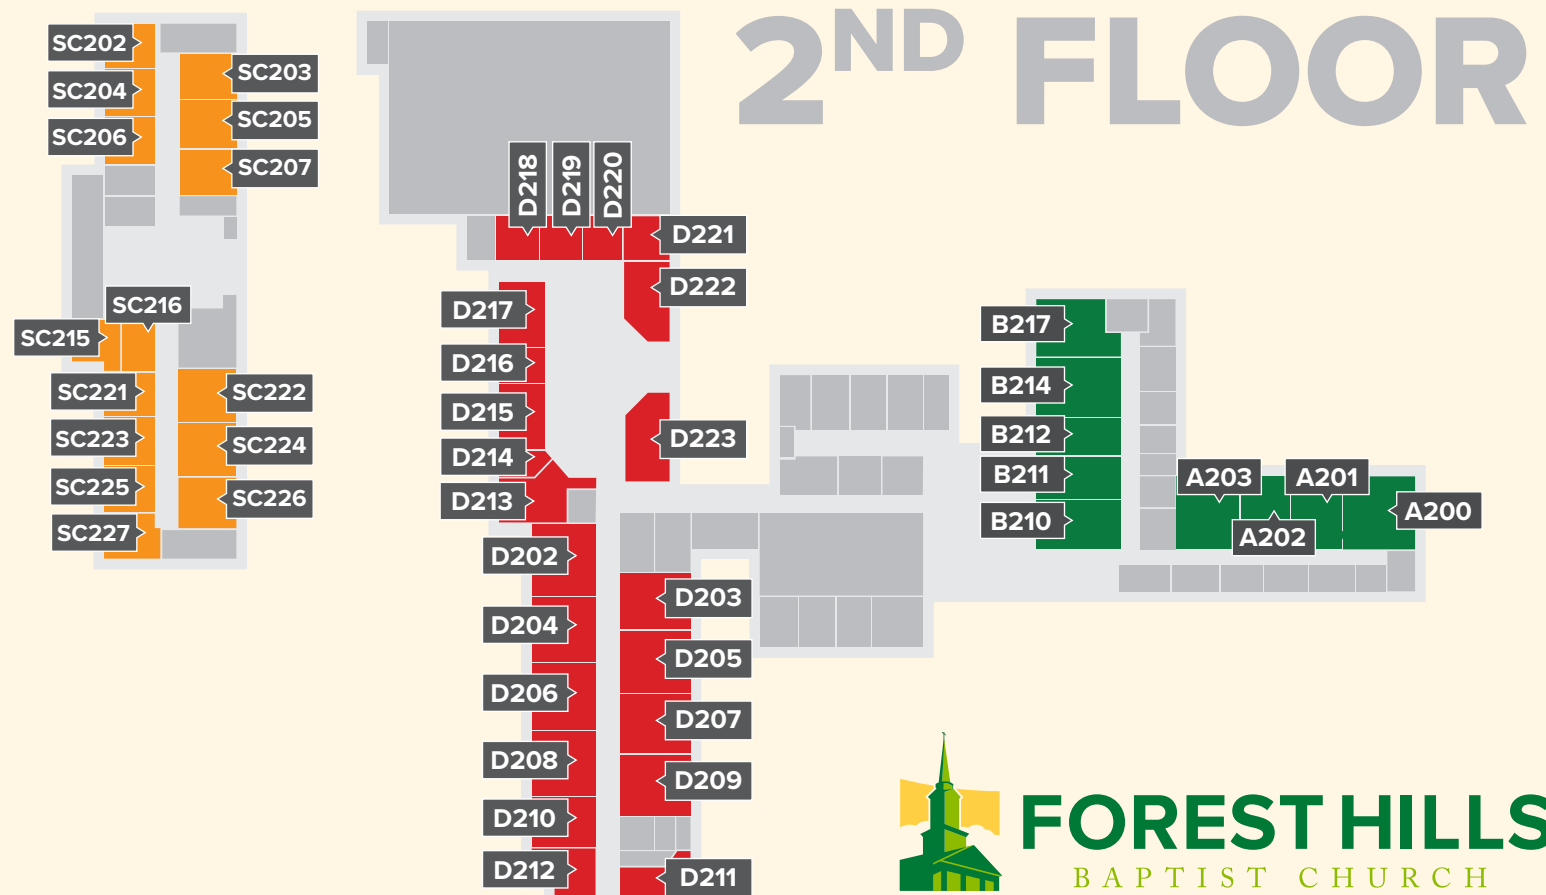 2ND FLOOR
SC202
SC203
SC204
SC205
SC206
SC207
SC216
SC215
SC221
SC222
SC223
SC224
SC225
SC226
SC227
D218
D219
D220
D221
D222
D217
D216
D215
D223
D214
D213
D202
D203
D204
D205
D206
D207
D208
D209
D210
D212
D211
B217
B214
B212
B211
B210
A203
A201
A202
A200
FOREST HILLS
BAPTIST CHURCH